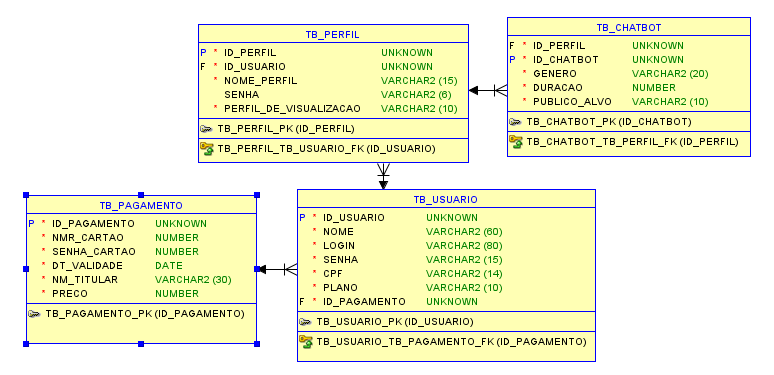 TB_PERFIL
P * ID_PERFIL UNKNOWN
F * ID_USUARIO UNKNOWN
* NOME_PERFIL VARCHAR2 (15)
SENHA VARCHAR2 (6)
* PERFIL_DE_VISUALIZACAO VARCHAR2 (10)
TB_PERFIL_PK (ID_PERFIL)
TB_PERFIL_TB_USUARIO_FK (ID_USUARIO)
TB_CHATBOT
F * ID_PERFIL UNKNOWN
P * ID_CHATBOT UNKNOWN
* GENERO VARCHAR2 (20)
* DURACAO NUMBER
* PUBLICO_ALVO VARCHAR2 (10)
TB_CHATBOT_PK (ID_CHATBOT)
TB_CHATBOT_TB_PERFIL_FK (ID_PERFIL)
TB_PAGAMENTO
P * ID_PAGAMENTO UNKNOWN
* NMR_CARTAO NUMBER
* SENHA_CARTAO NUMBER
* DT_VALIDADE DATE
* NM_TITULAR VARCHAR2 (30)
* PRECO NUMBER
TB_PAGAMENTO_PK (ID_PAGAMENTO)
TB_USUARIO
P * ID_USUARIO UNKNOWN
* NOME VARCHAR2 (60)
* LOGIN VARCHAR2 (80)
* SENHA VARCHAR2 (15)
* CPF VARCHAR2 (14)
* PLANO VARCHAR2 (10)
F * ID_PAGAMENTO UNKNOWN
TB_USUARIO_PK (ID_USUARIO)
TB_USUARIO_TB_PAGAMENTO_FK (ID_PAGAMENTO)